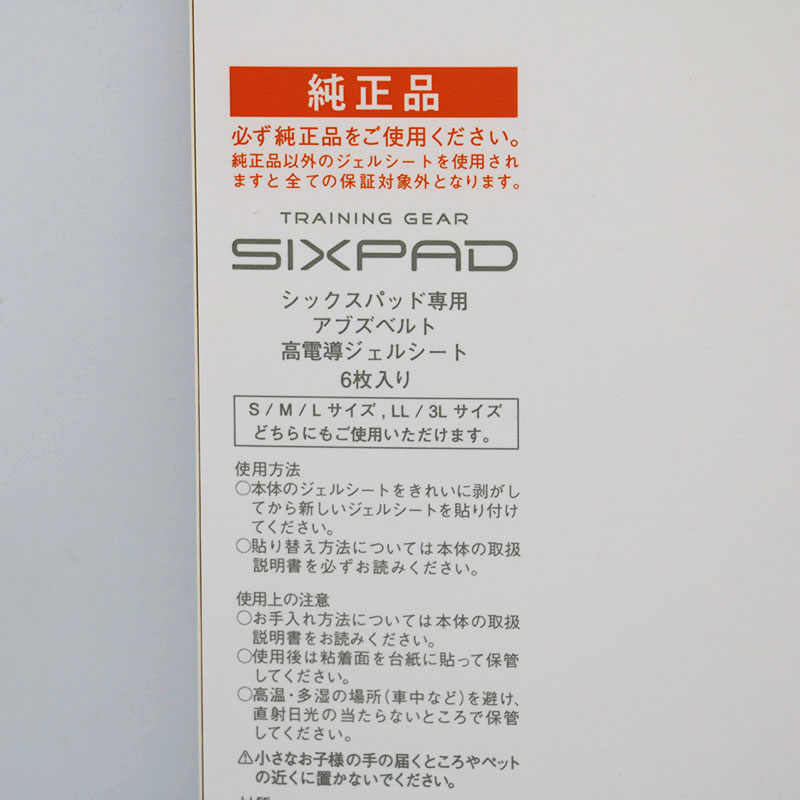 純正品
必ず純正品をご使用ください。
純正品以外のジェルシートを使用され
ますと全ての保証対象外となります。
TRAINING GEAR
SIXPAD
シックスパッド専用
アブズベルト
高電導ジェルシート
6枚入り
S / M / L サイズ , LL / 3L サイズ
どちらにもご使用いただけます。
使用方法
○本体のジェルシートをきれいに剥がし
てから新しいジェルシートを貼り付け
てください。
○貼り替え方法については本体の取扱
説明書を必ずお読みください。
使用上の注意
○お手入れ方法については本体の取扱
説明書をお読みください。
○使用後は粘着面を台紙に貼って保管
してください。
○高温・多湿の場所（車中など）を避け、
直射日光の当たらないところで保管
してください。
⚠小さなお子様の手の届くところやペット
の近くに置かないでください。